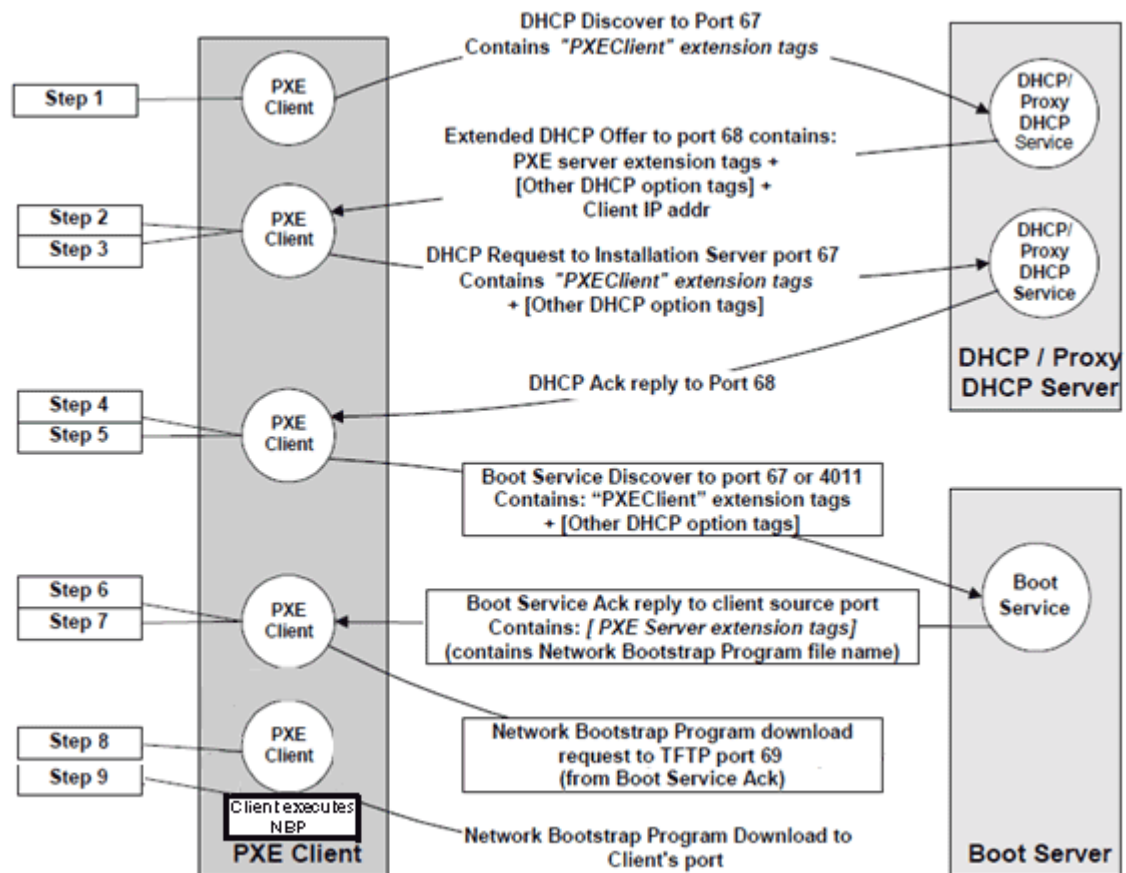 DHCP Discover to Port 67
Contains "PXEClient" extension tags
Step 1
PXE
Client
DHCP/
Proxy
DHCP
Service
Extended DHCP Offer to port 68 contains:
PXE server extension tags +
[Other DHCP option tags] +
Client IP addr
Step 2
Step 3
PXE
Client
DHCP Request to Installation Server port 67
Contains "PXEClient" extension tags
+ [Other DHCP option tags]
DHCP/
Proxy
DHCP
Service
DHCP / Proxy
DHCP Server
DHCP Ack reply to Port 68
Step 4
Step 5
PXE
Client
Boot Service Discover to port 67 or 4011
Contains: “PXEClient” extension tags
+ [Other DHCP option tags]
Step 6
Step 7
PXE
Client
Boot Service Ack reply to client source port
Contains: [ PXE Server extension tags]
(contains Network Bootstrap Program file name)
Boot
Service
Step 8
Step 9
PXE
Client
Network Bootstrap Program download
request to TFTP port 69
(from Boot Service Ack)
Client executes
NBP
Network Bootstrap Program Download to
Client's port
PXE Client
Boot Server